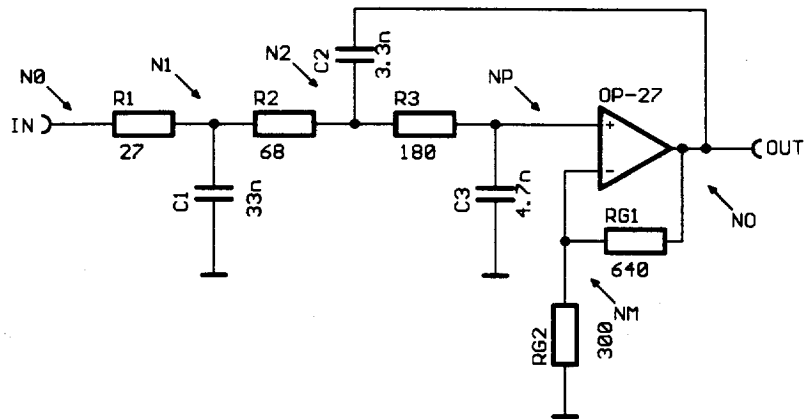 C2
3.3n
N0
N1
N2
NP
OP-27
IN
R1
R2
R3
+
27
68
180
-
OUT
C1
33n
C3
4.7n
RG1
NO
640
NM
RG2
300